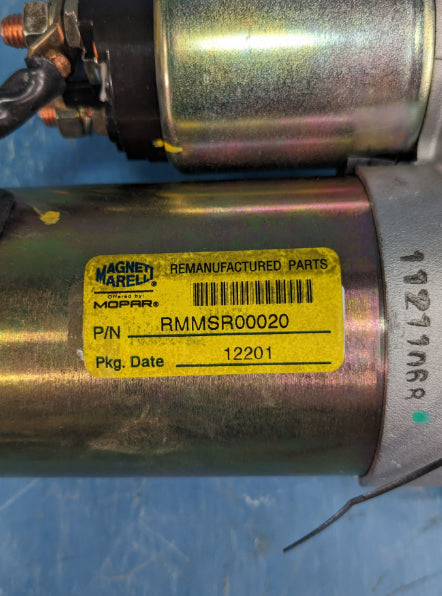 MAGNETI
MARELLI®
Offered by:
MOPAR®
REMANUFACTURED PARTS
P/N RMMSR00020
Pkg. Date 12201